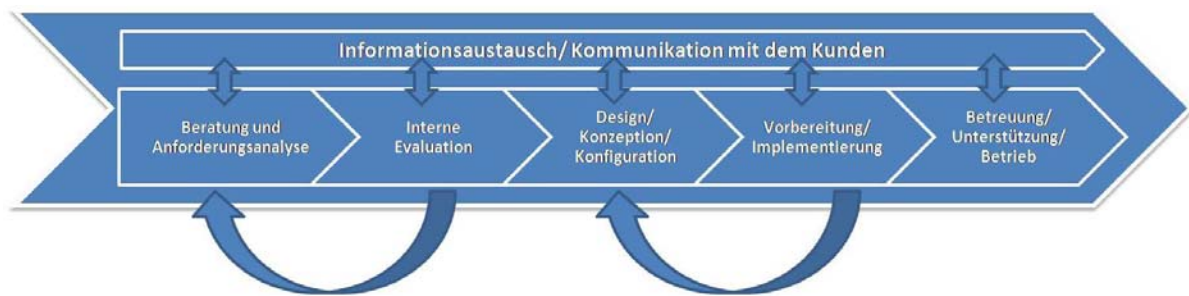 Informationsaustausch/ Kommunikation mit dem Kunden
Beratung und
Anforderungsanalyse
Interne
Evaluation
Design/
Konzeption/
Konfiguration
Vorbereitung/
Implementierung
Betreuung/
Unterstützung/
Betrieb